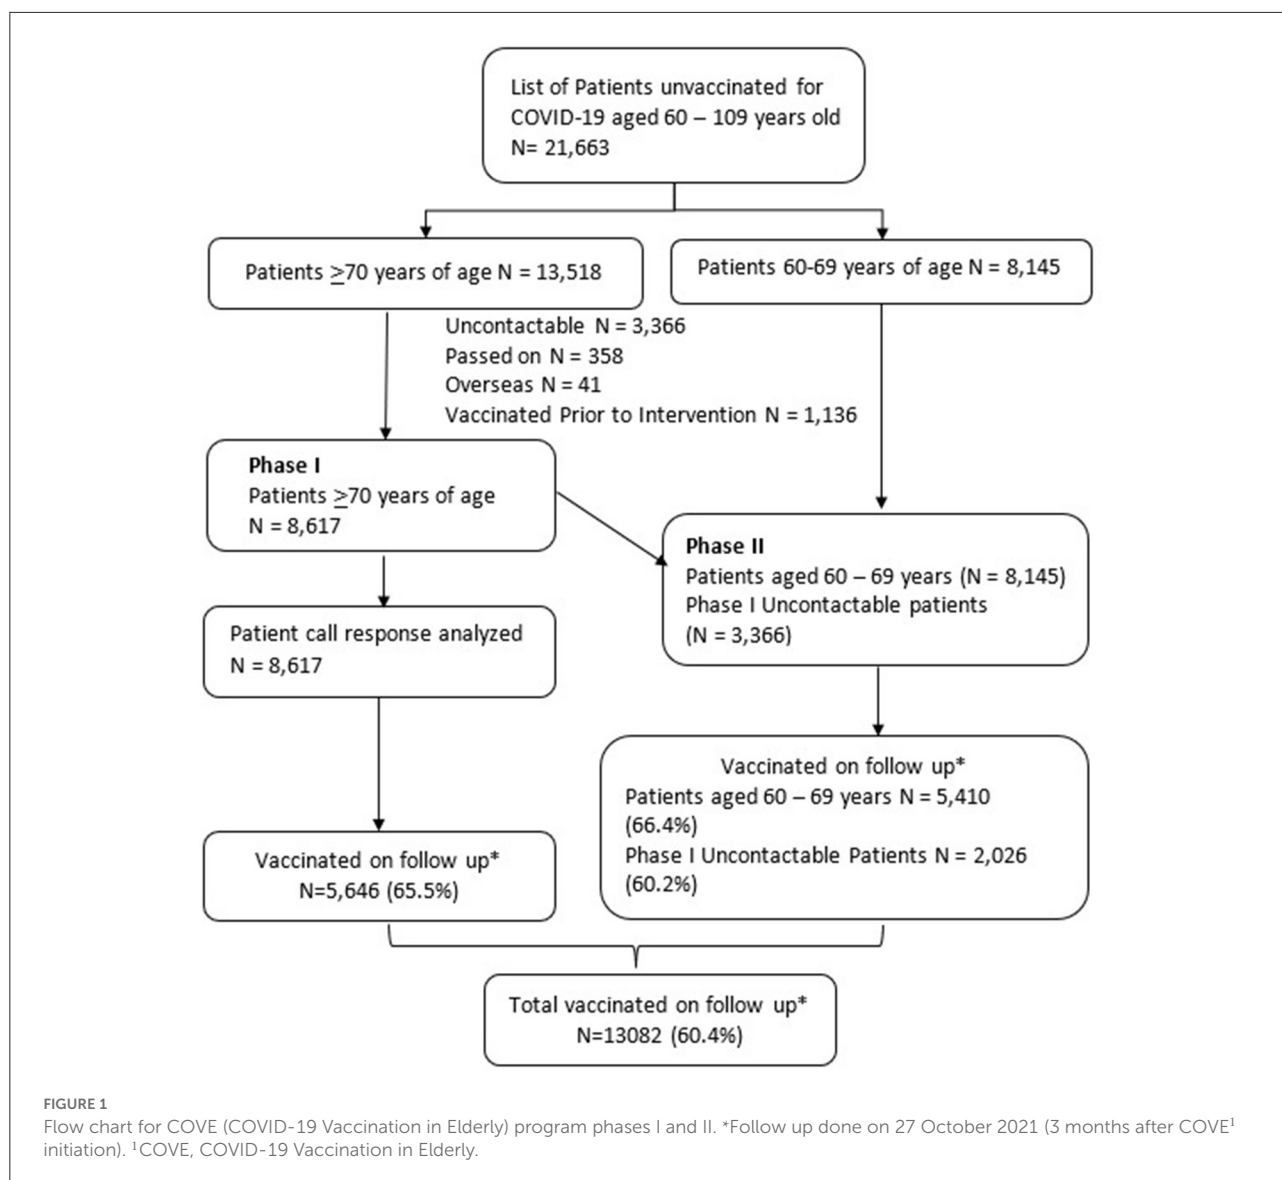 List of Patients unvaccinated for
COVID-19 aged 60 – 109 years old
N= 21,663
Patients ≥70 years of age N = 13,518
Patients 60-69 years of age N = 8,145
Uncontactable N = 3,366
Passed on N = 358
Overseas N = 41
Vaccinated Prior to Intervention N = 1,136
Phase I
Patients ≥70 years of age
N = 8,617
Phase II
Patients aged 60 – 69 years (N = 8,145)
Phase I Uncontactable patients
(N = 3,366)
Patient call response analyzed
N = 8,617
Vaccinated on follow up*
Patients aged 60 – 69 years N = 5,410
(66.4%)
Phase I Uncontactable Patients N = 2,026
(60.2%)
Vaccinated on follow up*
N=5,646 (65.5%)
Total vaccinated on follow up*
N=13082 (60.4%)
FIGURE 1
Flow chart for COVE (COVID-19 Vaccination in Elderly) program phases I and II. *Follow up done on 27 October 2021 (3 months after COVE¹
initiation). ¹COVE, COVID-19 Vaccination in Elderly.